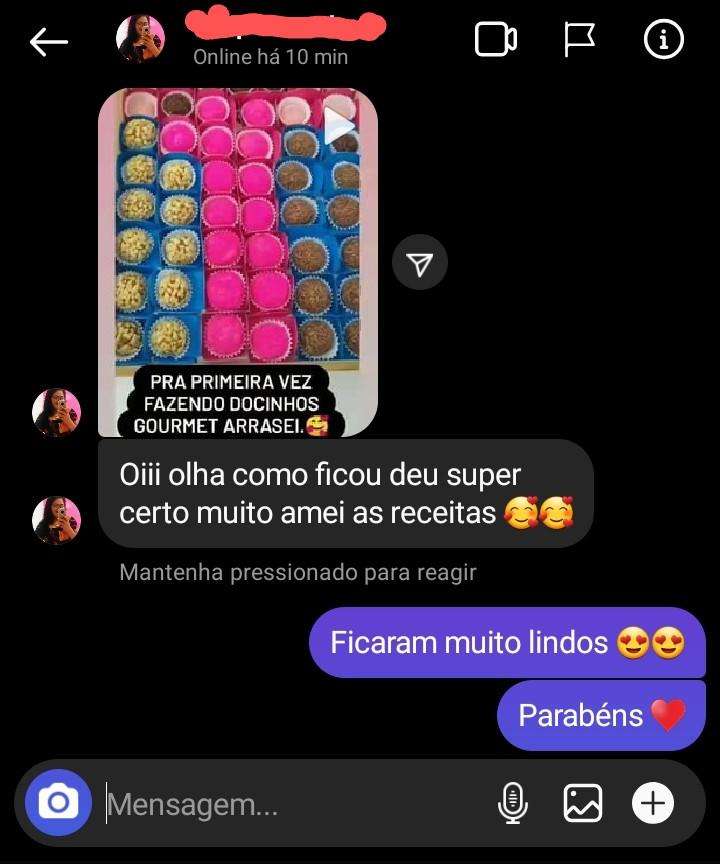 Online há 10 min
PRA PRIMEIRA VEZ
FAZENDO DOCINHOS
GOURMET ARRASEI.🥰
Oiii olha como ficou deu super
certo muito amei as receitas 🥰🥰
Mantenha pressionado para reagir
Ficaram muito lindos 😍😍
Parabéns ♥️
Mensagem...